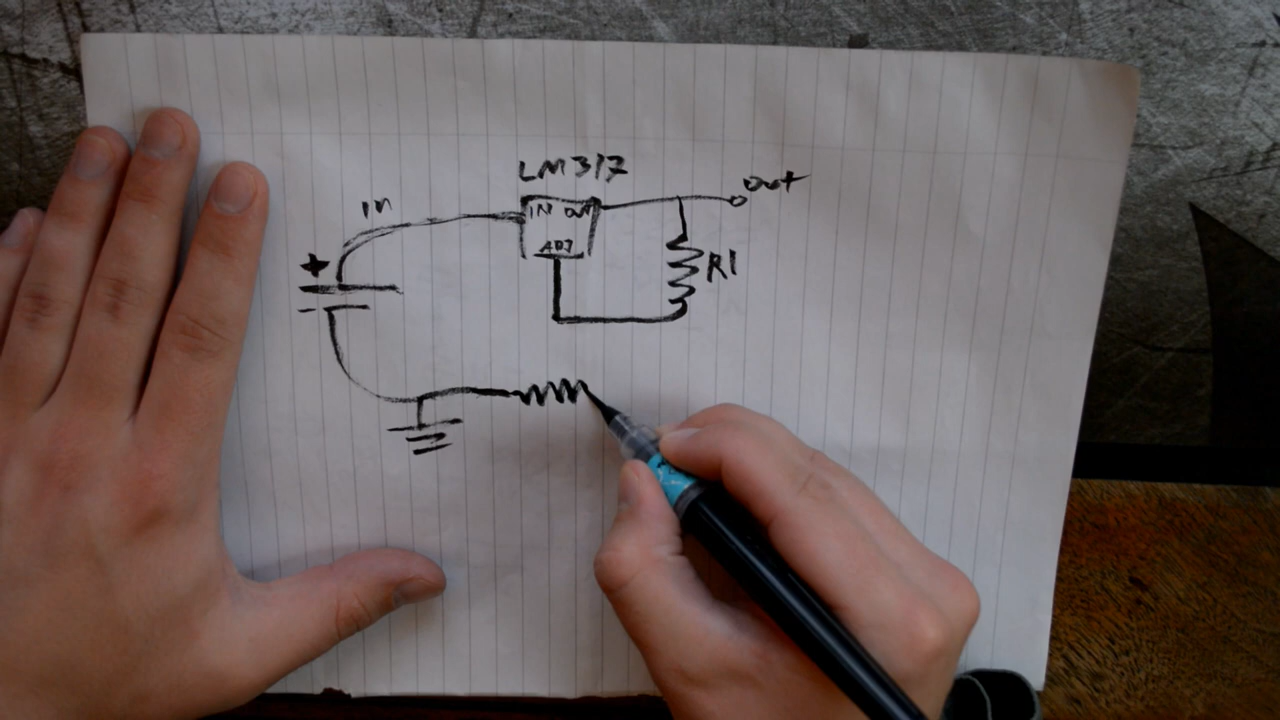 LM317
out
in
IN OUT
ADJ
+
R1
-